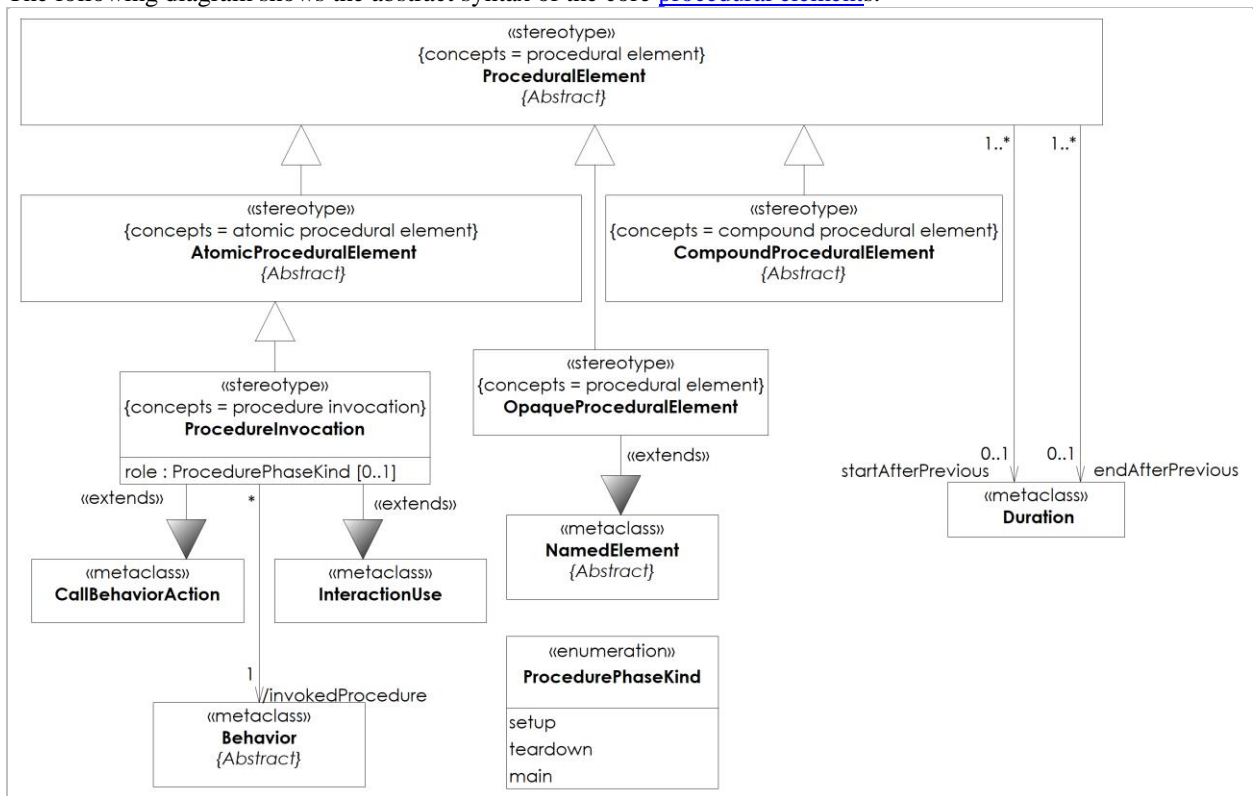 The following diagram shows the abstract syntax of the core procedural elements:
«stereotype»
{concepts = procedural element}
ProceduralElement
{Abstract}
1..*
1..*
«stereotype»
{concepts = atomic procedural element}
AtomicProceduralElement
{Abstract}
«stereotype»
{concepts = compound procedural element}
CompoundProceduralElement
{Abstract}
«stereotype»
{concepts = procedure invocation}
ProcedureInvocation
role : ProcedurePhaseKind [0..1]
«stereotype»
{concepts = procedural element}
OpaqueProceduralElement
«extends»
*
«extends»
«extends»
0..1
0..1
startAfterPrevious
endAfterPrevious
«metaclass»
Duration
«metaclass»
NamedElement
{Abstract}
«metaclass»
CallBehaviorAction
«metaclass»
InteractionUse
1
/invokedProcedure
«metaclass»
Behavior
{Abstract}
«enumeration»
ProcedurePhaseKind
setup
teardown
main